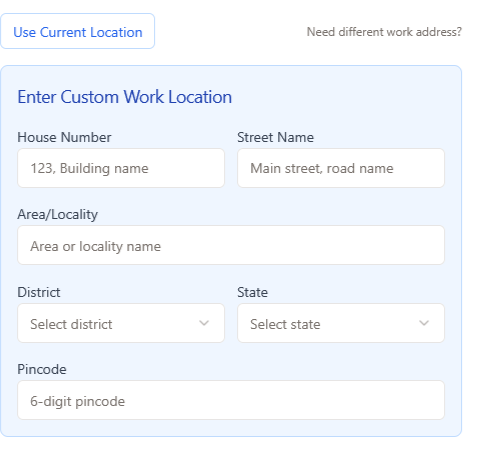 Use Current Location
Need different work address?
Enter Custom Work Location
House Number
Street Name
123, Building name
Main street, road name
Area/Locality
Area or locality name
District
State
Select district
Select state
Pincode
6-digit pincode